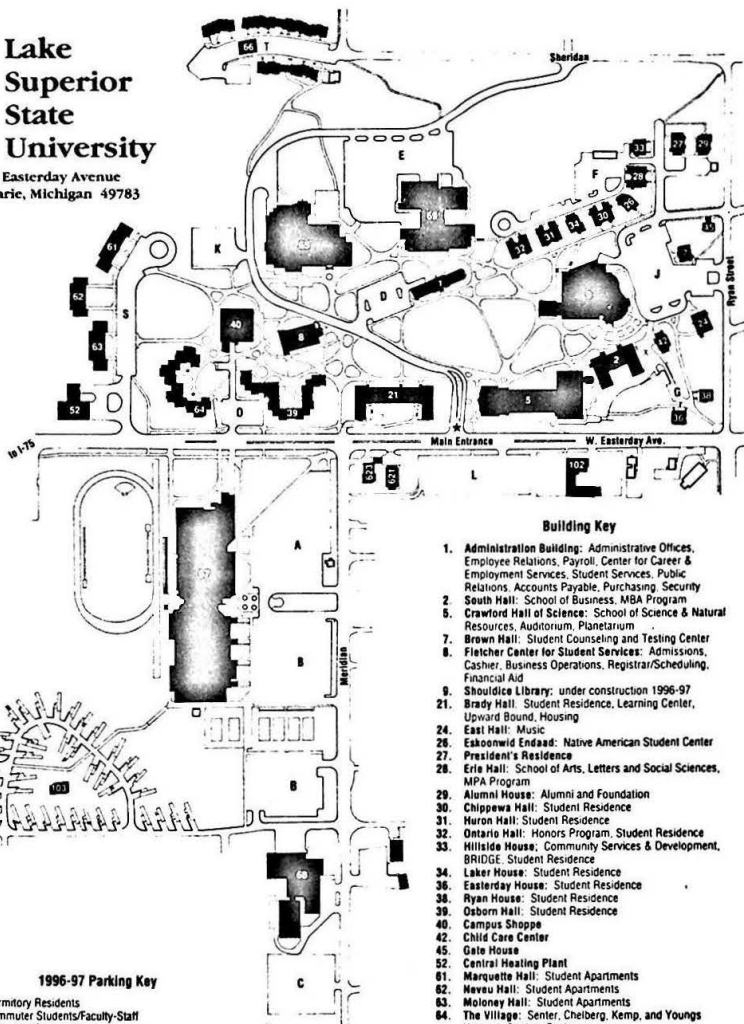 Lake
Superior
State
University
Easterday Avenue
arie, Michigan 49783
66
T
Sheridan
E
33
27
29
F
28
26
30
34
31
32
61
K
J
Ryan Street
62
S
D
40
8
24
63
42
2
64
O
39
21
5
G
38
36
52
to I-75
Main Entrance
W. Easterday Ave.
623
621
L
102
A
B
Meridian
B
103
68
C
Building Key
1. Administration Building: Administrative Offices,
Employee Relations, Payroll, Center for Career &
Employment Services, Student Services, Public
Relations, Accounts Payable, Purchasing, Security
2 South Hall: School of Business, MBA Program
5. Crawford Hall of Science: School of Science & Natural
Resources, Auditorium, Planetarium
7. Brown Hall: Student Counseling and Testing Center
8. Fletcher Center for Student Services: Admissions,
Cashier, Business Operations, Registrar/Scheduling,
Financial Aid
9. Shouldice Library: under construction 1996-97
21. Brady Hall. Student Residence, Learning Center,
Upward Bound, Housing
24. East Hall: Music
26. Eskoonwid Endaad: Native American Student Center
27. President's Residence
28. Erie Hall: School of Arts, Letters and Social Sciences,
MPA Program
29. Alumni House: Alumni and Foundation
30. Chippewa Hall: Student Residence
31. Huron Hall: Student Residence
32. Ontario Hall: Honors Program, Student Residence
33. Hillside House: Community Services & Development,
BRIDGE, Student Residence
34. Laker House: Student Residence
36. Easterday House: Student Residence
38. Ryan House: Student Residence
39. Osborn Hall: Student Residence
40. Campus Shoppe
42. Child Care Center
45. Gate House
52. Central Heating Plant
61. Marquette Hall: Student Apartments
62. Neveu Hall: Student Apartments
63. Moloney Hall: Student Apartments
64. The Village: Senter, Chelberg, Kemp, and Youngs
1996-97 Parking Key
rmitory Residents
mmuter Students/Faculty-Staff